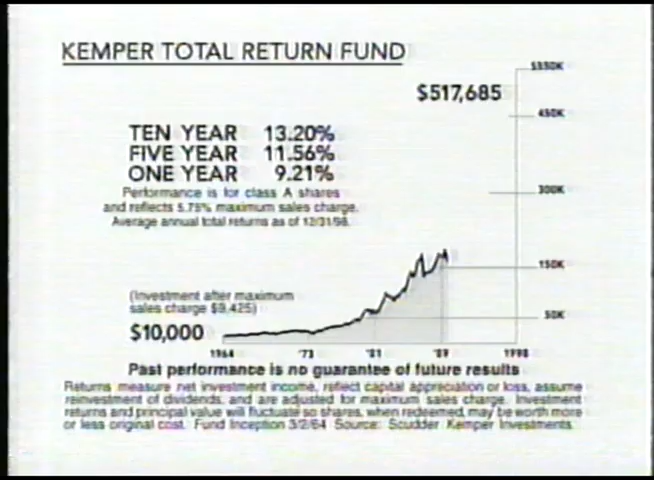 KEMPER TOTAL RETURN FUND
$550K
$517,685
450K
TEN YEAR 13.20%
FIVE YEAR 11.56%
ONE YEAR 9.21%
Performance is for class A shares
and reflects 5.75% maximum sales charge.
Average annual total returns as of 12/31/98.
300K
150K
(Investment after maximum
sales charge $9,425)
50K
$10,000
1964 '73 '81 '89 1998
Past performance is no guarantee of future results
Returns measure net investment income, reflect capital appreciation or loss, assume
reinvestment of dividends, and are adjusted for maximum sales charge. Investment
returns and principal value will fluctuate so shares, when redeemed, may be worth more
or less original cost. Fund Inception 3/2/64 Source: Scudder Kemper Investments.